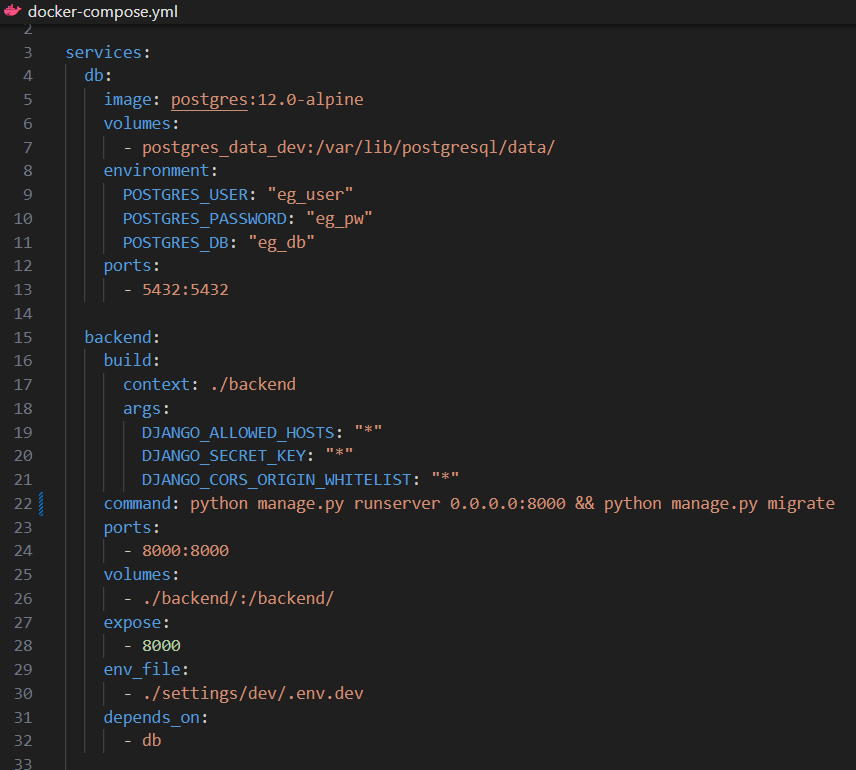 docker-compose.yml
2
3 services:
4 db:
5 image: postgres:12.0-alpine
6 volumes:
7 - postgres_data_dev:/var/lib/postgresql/data/
8 environment:
9 POSTGRES_USER: "eg_user"
10 POSTGRES_PASSWORD: "eg_pw"
11 POSTGRES_DB: "eg_db"
12 ports:
13 - 5432:5432
14
15 backend:
16 build:
17 context: ./backend
18 args:
19 DJANGO_ALLOWED_HOSTS: "*"
20 DJANGO_SECRET_KEY: "*"
21 DJANGO_CORS_ORIGIN_WHITELIST: "*"
22 command: python manage.py runserver 0.0.0.0:8000 && python manage.py migrate
23 ports:
24 - 8000:8000
25 volumes:
26 - ./backend/:/backend/
27 expose:
28 - 8000
29 env_file:
30 - ./settings/dev/.env.dev
31 depends_on:
32 - db
33